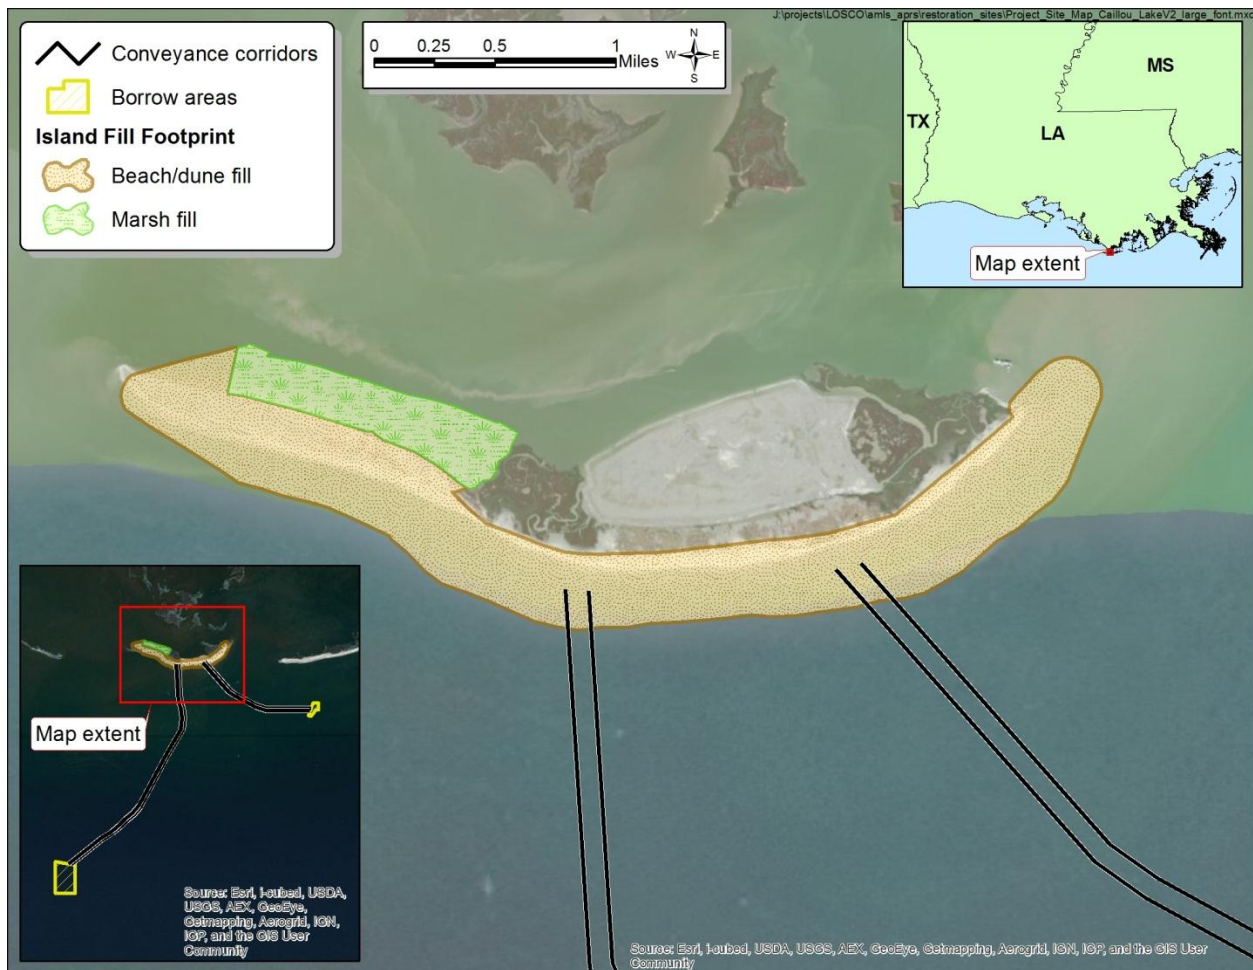 J:\projects\LOSCO\amls_aprs\restoration_sites\Project_Site_Map_Caillou_LakeV2_large_font.mxd
Conveyance corridors
Borrow areas
Island Fill Footprint
Beach/dune fill
Marsh fill
0 0.25 0.5 1
Miles
N
W E
S
MS
TX
LA
Map extent
Map extent
Source: Esri, i-cubed, USDA,
USGS, AEX, GeoEye,
Getmapping, Aerogrid, IGN,
IGP, and the GIS User
Community
Source: Esri, i-cubed, USDA, USGS, AEX, GeoEye, Getmapping, Aerogrid, IGN, IGP, and the GIS User
Community